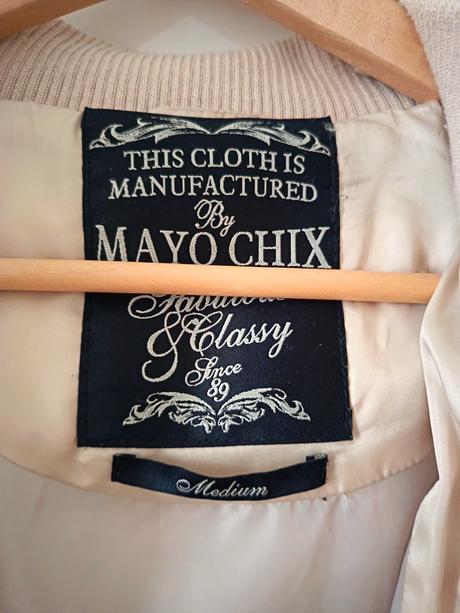 THIS CLOTH IS
MANUFACTURED
By
MAYO CHIX
&Classy
Since
89
Medium